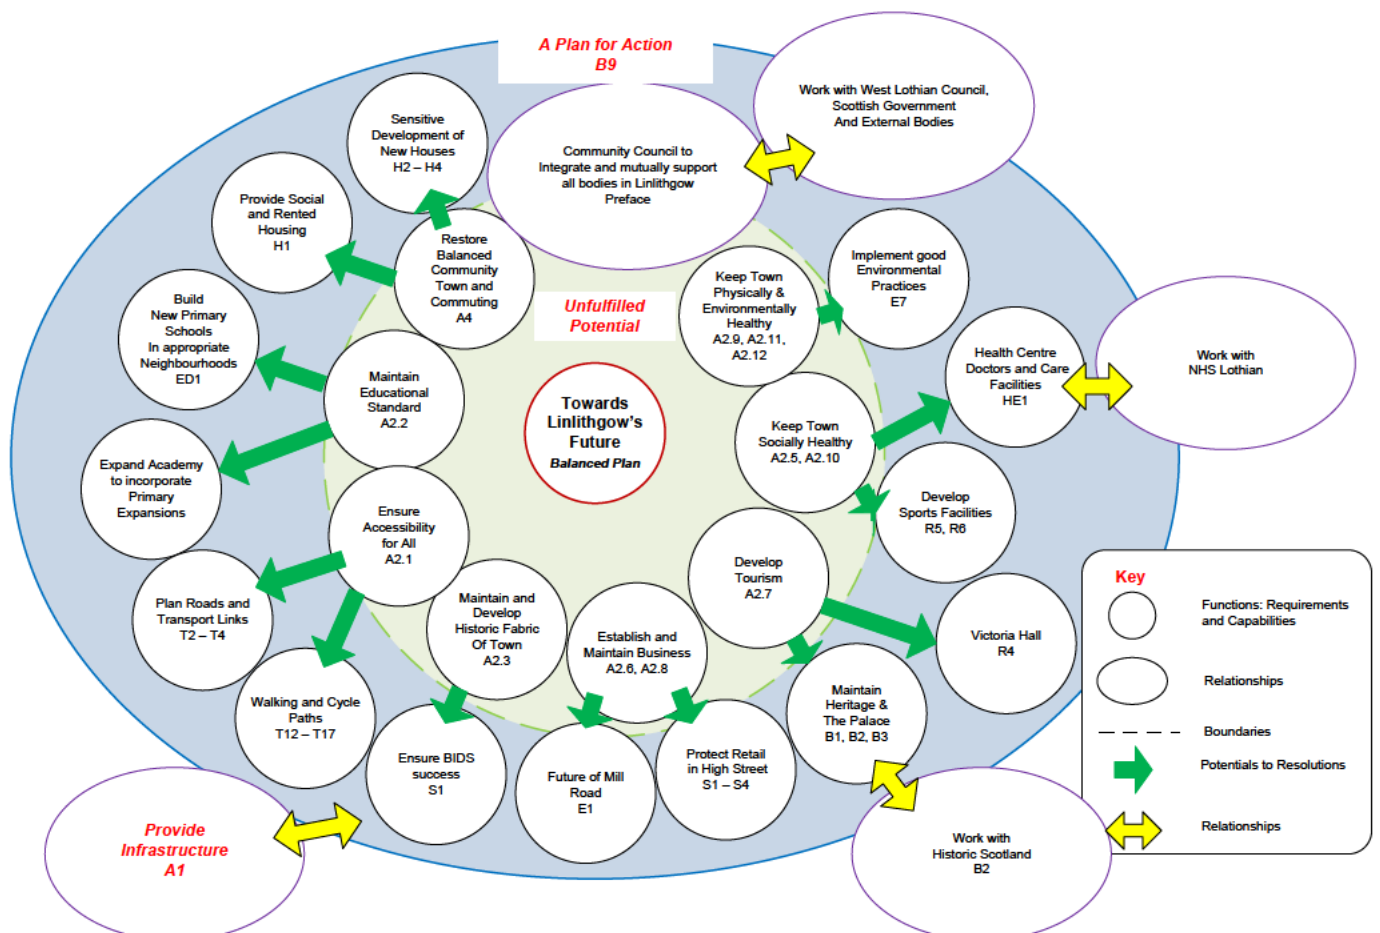 A Plan for Action
B9
Work with West Lothian Council,
Scottish Government
And External Bodies
Sensitive
Development of
New Houses
H2 – H4
Community Council to
Integrate and mutually support
all bodies in Linlithgow
Preface
Provide Social
and Rented
Housing
H1
Restore
Balanced
Community
Town and
Commuting
A4
Keep Town
Physically &
Environmentally
Healthy
A2.9, A2.11,
A2.12
Implement good
Environmental
Practices
E7
Unfulfilled
Potential
Build
New Primary
Schools
In appropriate
Neighbourhoods
ED1
Maintain
Educational
Standard
A2.2
Towards
Linlithgow's
Future
Balanced Plan
Keep Town
Socially Healthy
A2.5, A2.10
Health Centre
Doctors and Care
Facilities
HE1
Work with
NHS Lothian
Expand Academy
to incorporate
Primary
Expansions
Ensure
Accessibility
for All
A2.1
Develop
Sports Facilities
R5, R6
Develop
Tourism
A2.7
Plan Roads and
Transport Links
T2 – T4
Maintain and
Develop
Historic Fabric
Of Town
A2.3
Establish and
Maintain Business
A2.6, A2.8
Victoria Hall
R4
Walking and Cycle
Paths
T12 – T17
Maintain
Heritage &
The Palace
B1, B2, B3
Ensure BIDS
success
S1
Future of Mill
Road
E1
Protect Retail
in High Street
S1 – S4
Provide
Infrastructure
A1
Work with
Historic Scotland
B2
Key
Functions: Requirements
and Capabilities
Relationships
Boundaries
Potentials to Resolutions
Relationships